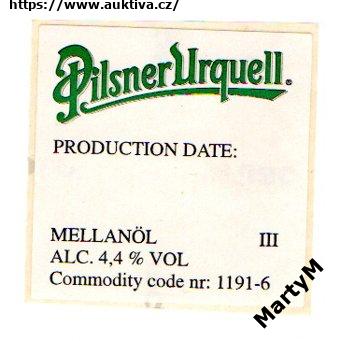 https://www.auktiva.cz/
Pilsner Urquell®
PRODUCTION DATE:
MELLANÖL III
ALC. 4,4 % VOL
Commodity code nr: 1191-6
MartyM